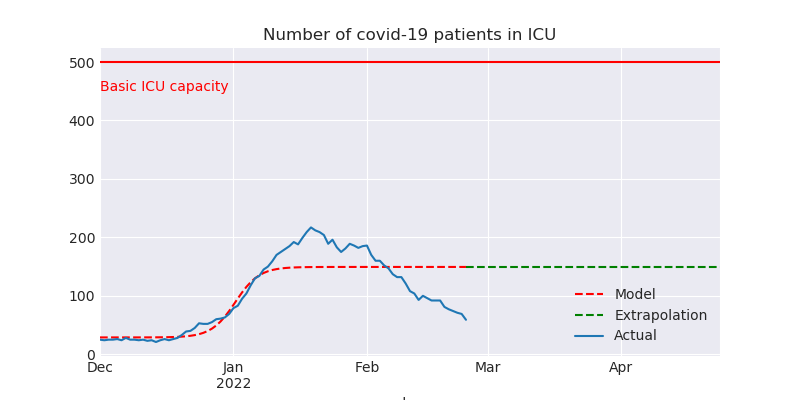 Number of covid-19 patients in ICU
500
Basic ICU capacity
400
300
200
100
0
Model
Extrapolation
Actual
Dec
Jan
2022
Feb
Mar
Apr